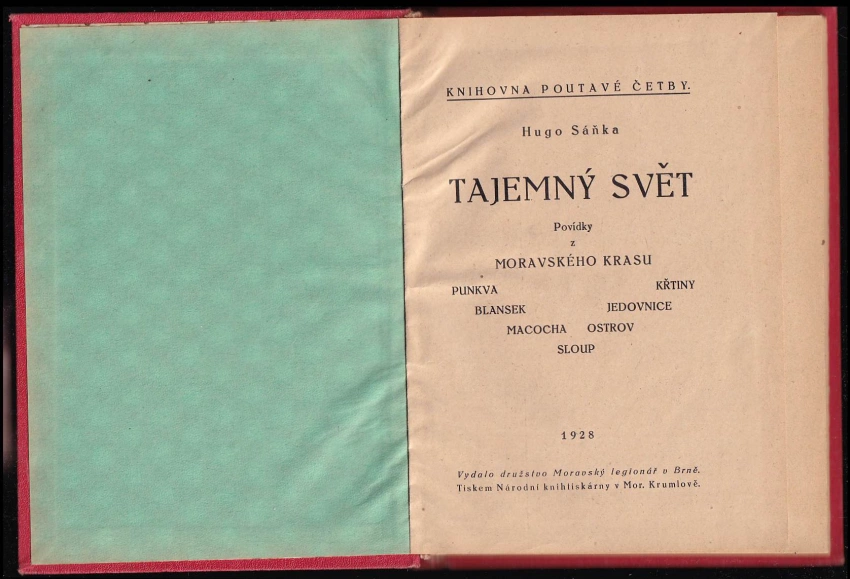 KNIHOVNA POUTAVÉ ČETBY.
Hugo Sáňka
TAJEMNÝ SVĚT
Povídky
z
MORAVSKÉHO KRASU
PUNKVA KŘTINY
BLANSEK JEDOVNICE
MACOCHA OSTROV
SLOUP
1928
Vydalo družstvo Moravský legionář v Brně.
Tiskem Národní knihtiskárny v Mor. Krumlově.